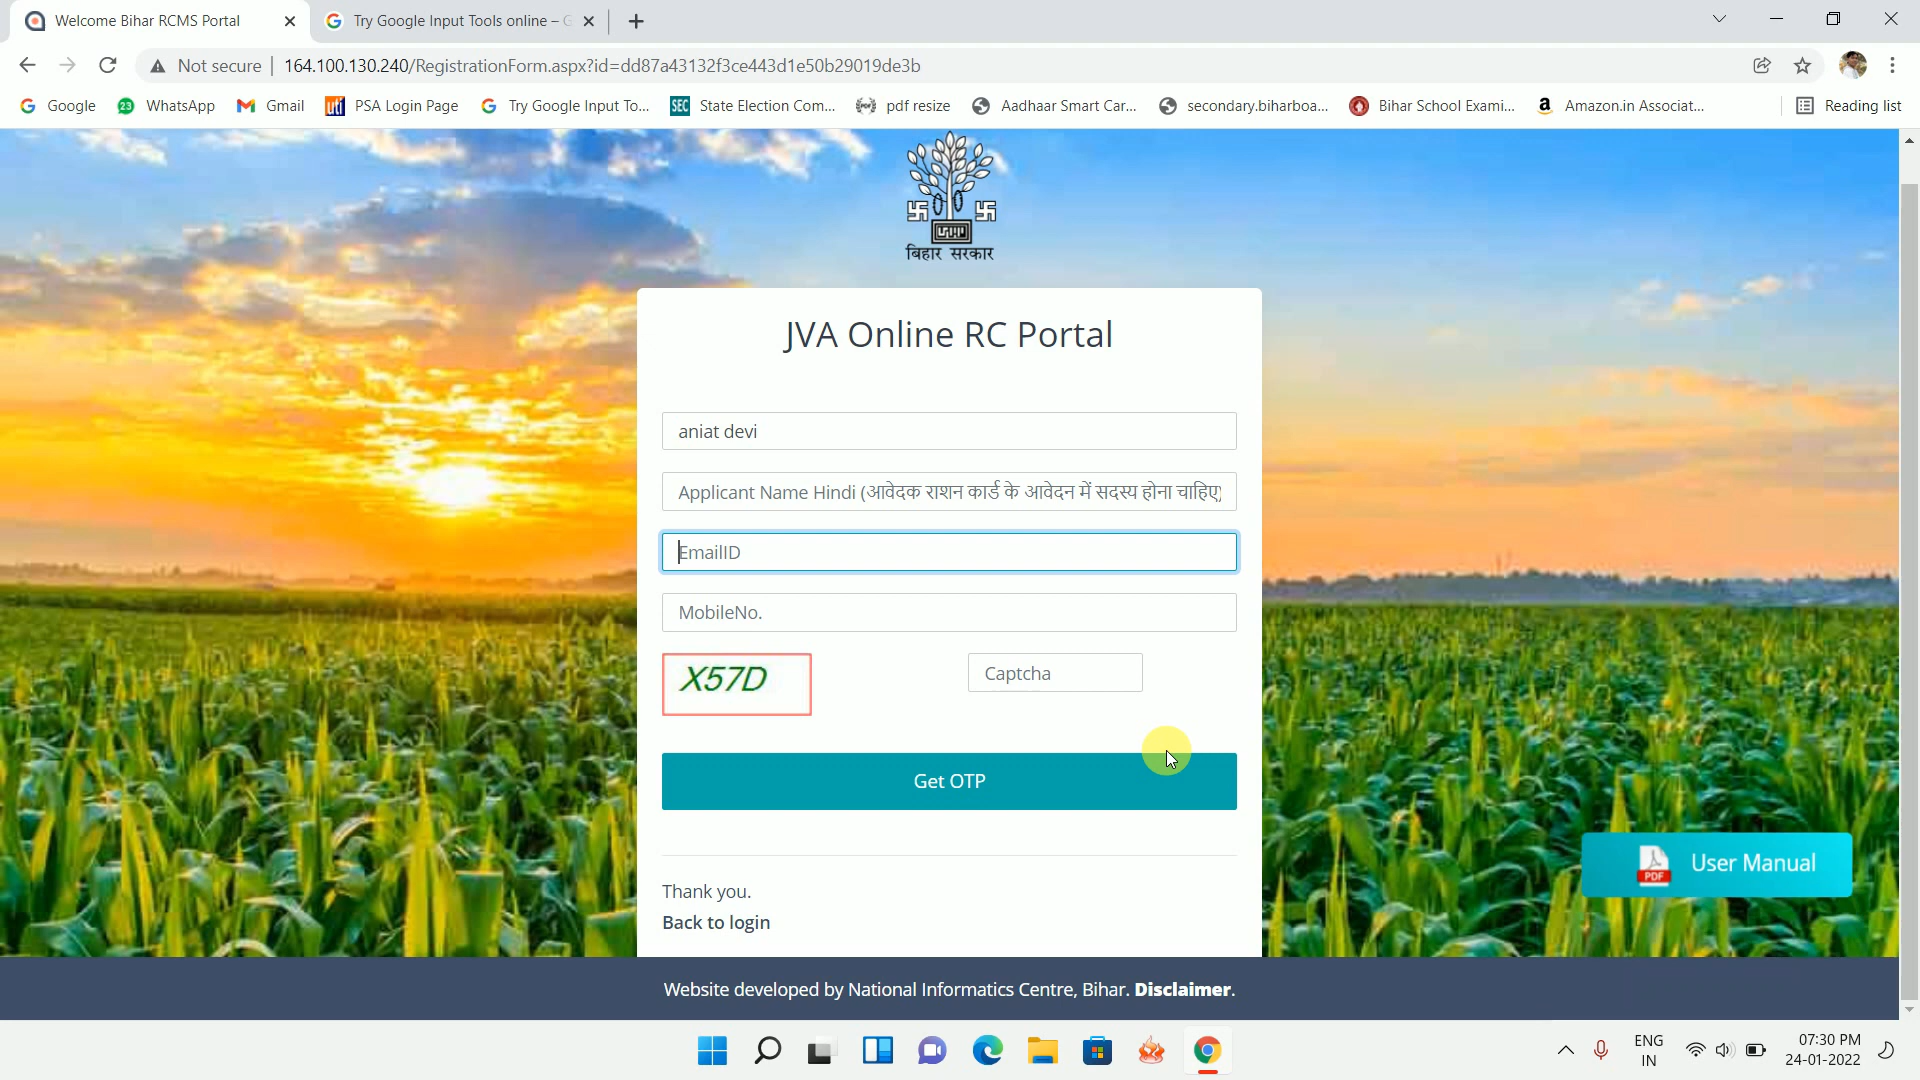 Welcome Bihar RCMS Portal
Try Google Input Tools online – G
Not secure
164.100.130.240/RegistrationForm.aspx?id=dd87a43132f3ce443d1e50b29019de3b
Google
23
WhatsApp
Gmail
uti
PSA Login Page
Try Google Input To...
SEC
State Election Com...
pdf resize
Aadhaar Smart Car...
secondary.biharboa...
Bihar School Exami...
a
Amazon.in Associat...
Reading list
बिहार सरकार
JVA Online RC Portal
aniat devi
Applicant Name Hindi (आवेदक राशन कार्ड के आवेदन में सदस्य होना चाहिए)
EmailID
MobileNo.
X57D
Captcha
Get OTP
PDF
User Manual
Thank you.
Back to login
Website developed by National Informatics Centre, Bihar. Disclaimer.
ENG
IN
07:30 PM
24-01-2022